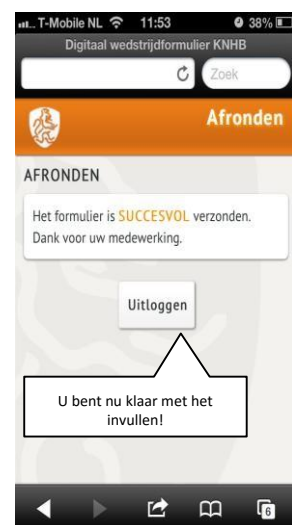 T-Mobile NL 11:53 38%
Digitaal wedstrijdformulier KNHB
Zoek
Afronden
AFRONDEN
Het formulier is SUCCESVOL verzonden.
Dank voor uw medewerking.
Uitloggen
U bent nu klaar met het
invullen!
6